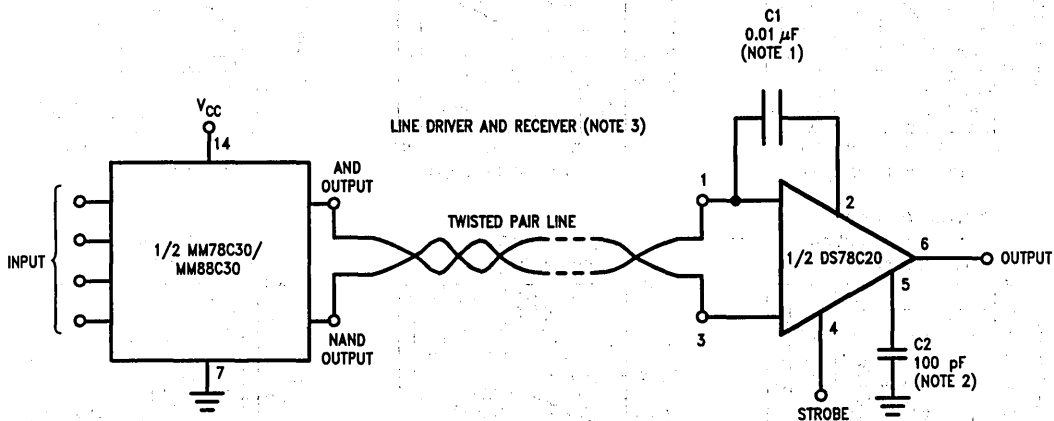 C1
0.01 μF
(NOTE 1)
VCC
14
LINE DRIVER AND RECEIVER (NOTE 3)
AND
OUTPUT
1
2
TWISTED PAIR LINE
INPUT
1/2 MM78C30/
MM88C30
1/2 DS78C20
6
OUTPUT
5
3
4
NAND
OUTPUT
7
C2
100 pF
(NOTE 2)
STROBE